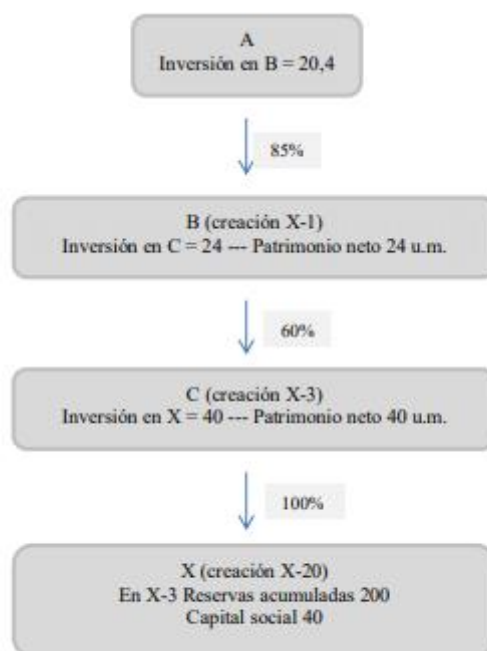 A
Inversión en B = 20,4
85%
B (creación X-1)
Inversión en C = 24 --- Patrimonio neto 24 u.m.
60%
C (creación X-3)
Inversión en X = 40 --- Patrimonio neto 40 u.m.
100%
X (creación X-20)
En X-3 Reservas acumuladas 200
Capital social 40